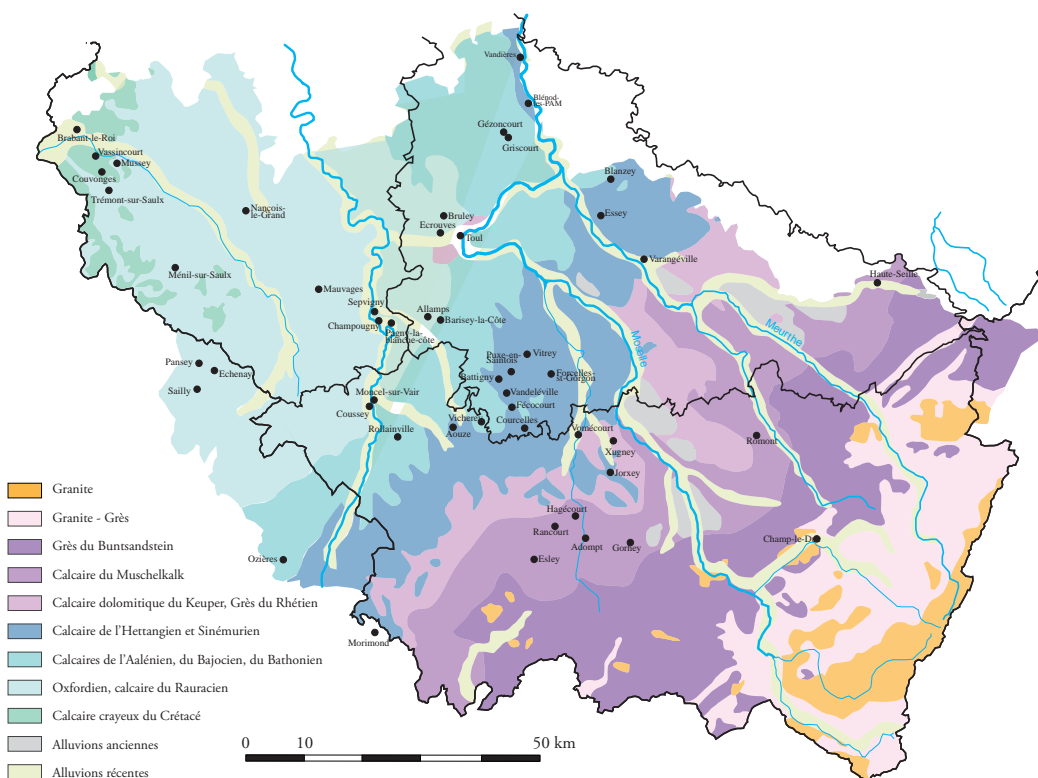 Vandières
Blénod-
les-PAM
Gézoncourt
Griscourt
Brabant-le-Roi
Vassincourt
Mussey
Couvonges
Trémont-sur-Saulx
Nançois-
le-Grand
Blanzey
Essey
Bruley
Ecrouves
Toul
Varangéville
Haute-Seille
Ménil-sur-Saulx
Mauvages
Sepvigny
Champougny
Pagny-la-
blanche-côte
Allamps
Barisey-la-Côte
Meurthe
Moselle
Puxe-en-
Saintois
Vitrey
Battigny
Forcelles-
st-Gorgon
Vandeléville
Fécocourt
Courcelles
Pansey
Echenay
Sailly
Moncel-sur-Vair
Coussey
Rollainville
Vicherey
Aouze
Vomécourt
Xugney
Romont
Jorxey
Hagécourt
Rancourt
Adompt
Gorhey
Esley
Champ-le-Duc
Ozières
Morimond
Granite
Granite - Grès
Grès du Buntsandstein
Calcaire du Muschelkalk
Calcaire dolomitique du Keuper, Grès du Rhétien
Calcaire de l'Hettangien et Sinémurien
Calcaires de l'Aalénien, du Bajocien, du Bathonien
Oxfordien, calcaire du Rauracien
Calcaire crayeux du Crétacé
Alluvions anciennes
Alluvions récentes
0 10 50 km